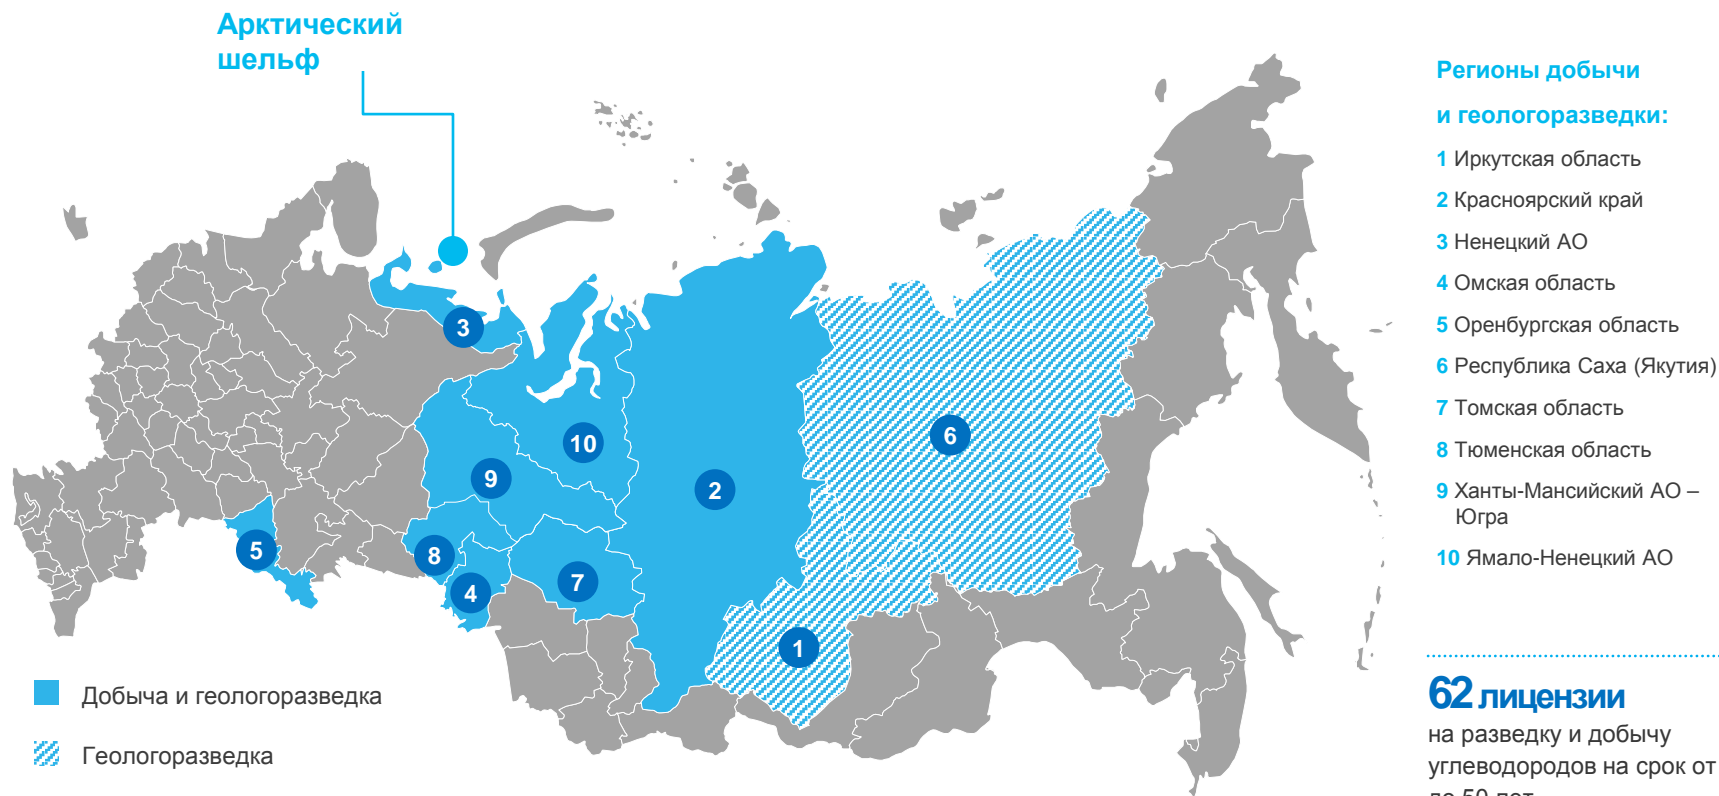 Арктический
шельф
3
10
9
2
6
5
8
4
7
1
Добыча и геологоразведка
Геологоразведка
Регионы добычи
и геологоразведки:
1 Иркутская область
2 Красноярский край
3 Ненецкий АО
4 Омская область
5 Оренбургская область
6 Республика Саха (Якутия)
7 Томская область
8 Тюменская область
9 Ханты-Мансийский АО –
Югра
10 Ямало-Ненецкий АО
62 лицензии
на разведку и добычу
углеводородов на срок от
до 50 лет